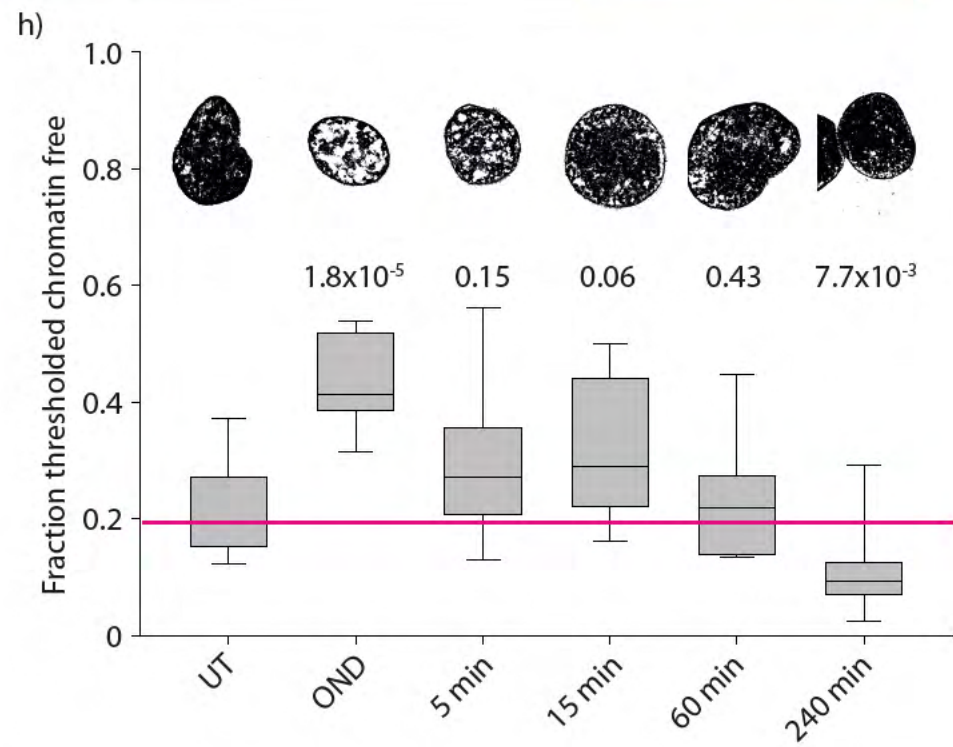 h)
Fraction thresholded chromatin free
1.0
0.8
0.6
0.4
0.2
0
1.8x10⁻⁵ 0.15 0.06 0.43 7.7x10⁻³
UT OND 5 min 15 min 60 min 240 min